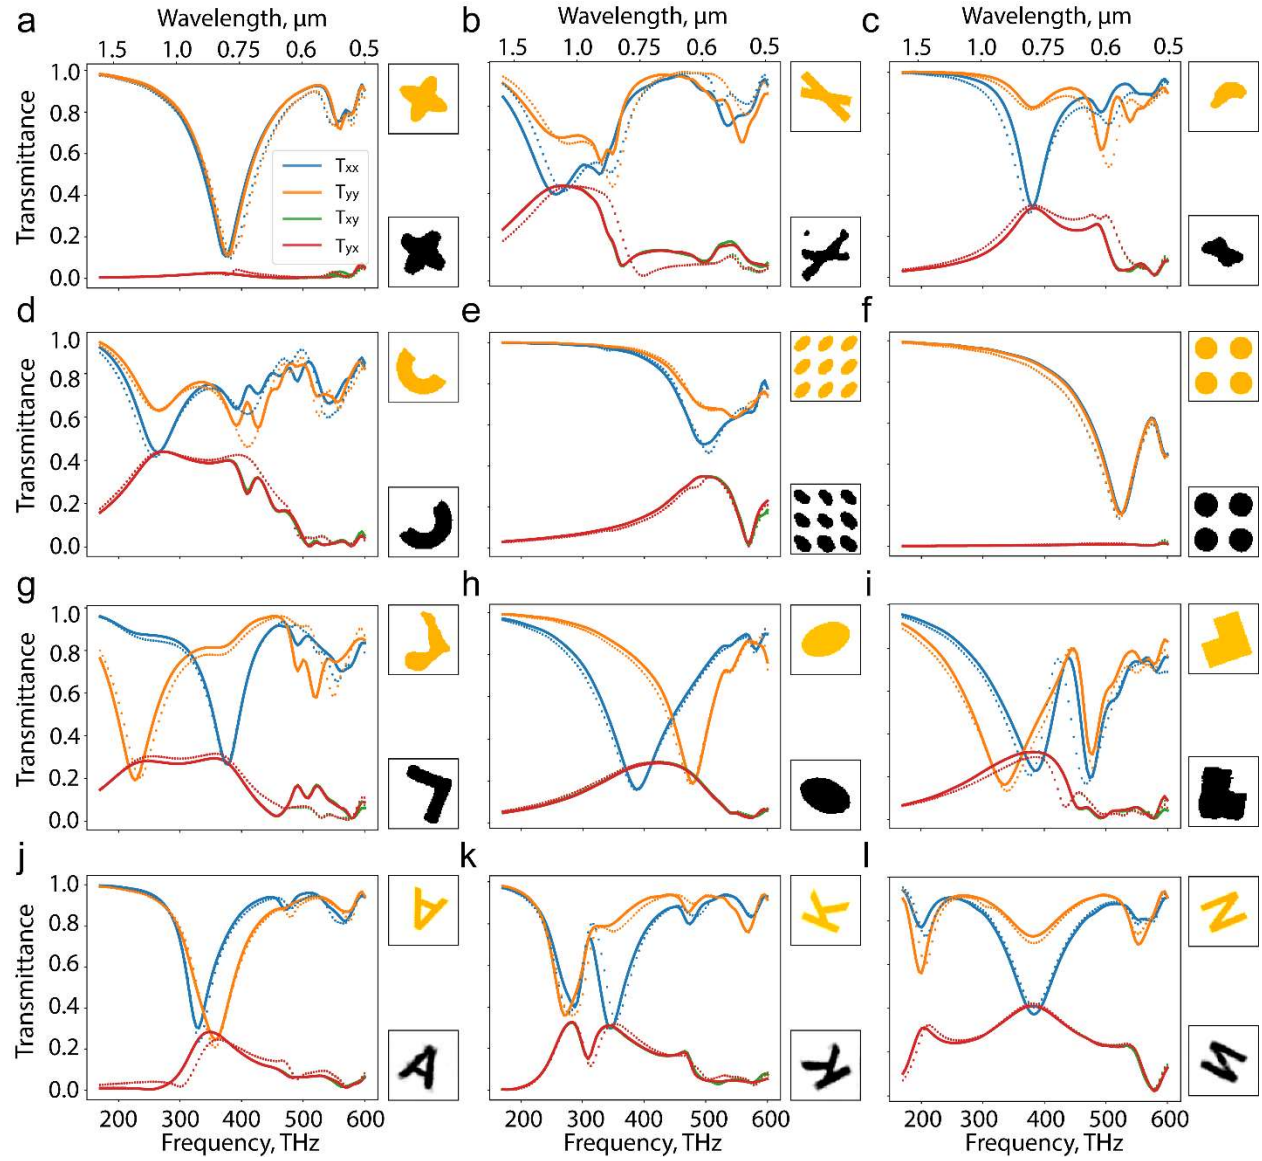 Wavelength, µm Wavelength, µm Wavelength, µm
a b c
1.5 1.0 0.75 0.6 0.5 1.5 1.0 0.75 0.6 0.5 1.5 1.0 0.75 0.6 0.5
Transmittance
1.0
0.8
0.6
0.4
0.2
0.0
Txx
Tyy
Txy
Tyx
d e f
Transmittance
1.0
0.8
0.6
0.4
0.2
0.0
g h i
Transmittance
1.0
0.8
0.6
0.4
0.2
0.0
j k l
Transmittance
1.0
0.8
0.6
0.4
0.2
0.0
A K N
A K N
200 300 400 500 600 200 300 400 500 600 200 300 400 500 600
Frequency, THz Frequency, THz Frequency, THz